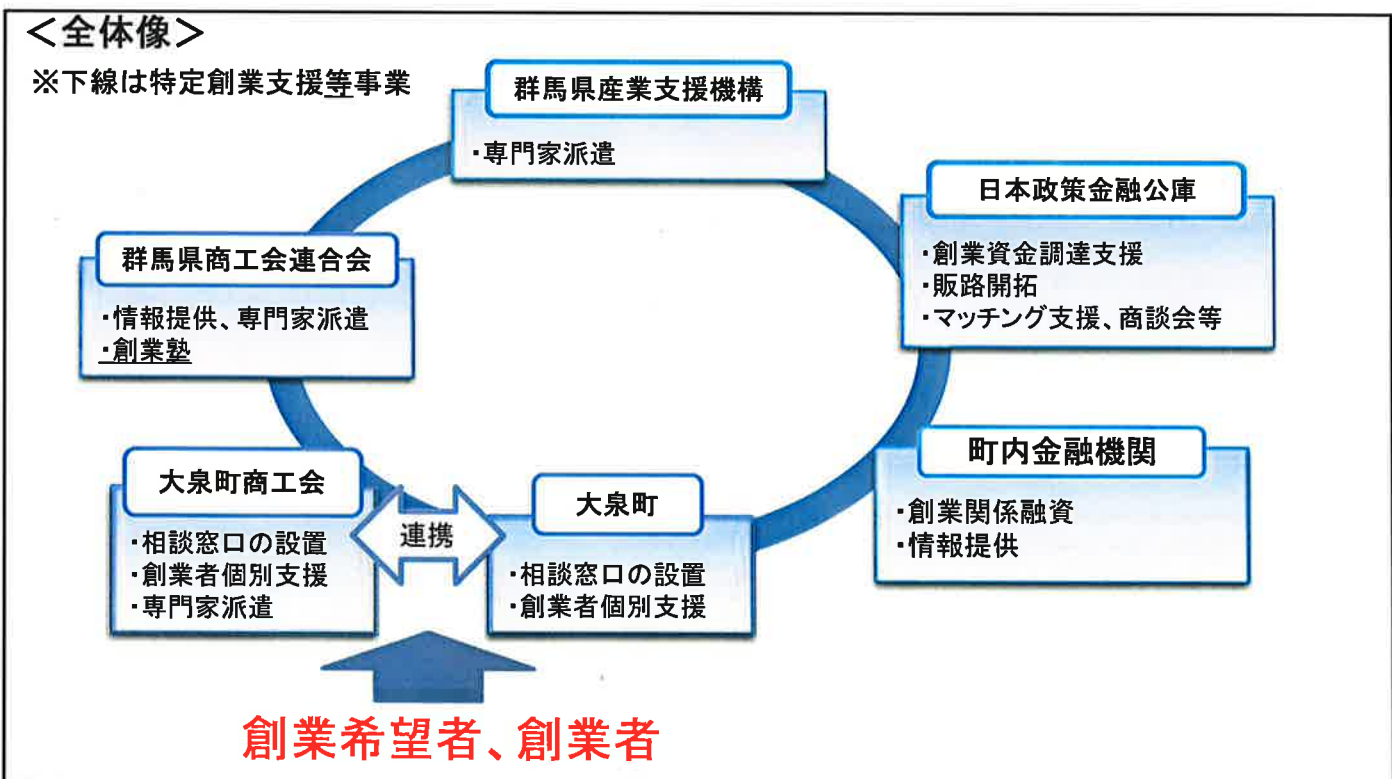 ＜全体像＞
※下線は特定創業支援等事業
群馬県産業支援機構
・専門家派遣
日本政策金融公庫
・創業資金調達支援
・販路開拓
・マッチング支援、商談会等
群馬県商工会連合会
・情報提供、専門家派遣
・創業塾
町内金融機関
・創業関係融資
・情報提供
大泉町商工会
・相談窓口の設置
・創業者個別支援
・専門家派遣
連携
大泉町
・相談窓口の設置
・創業者個別支援
創業希望者、創業者